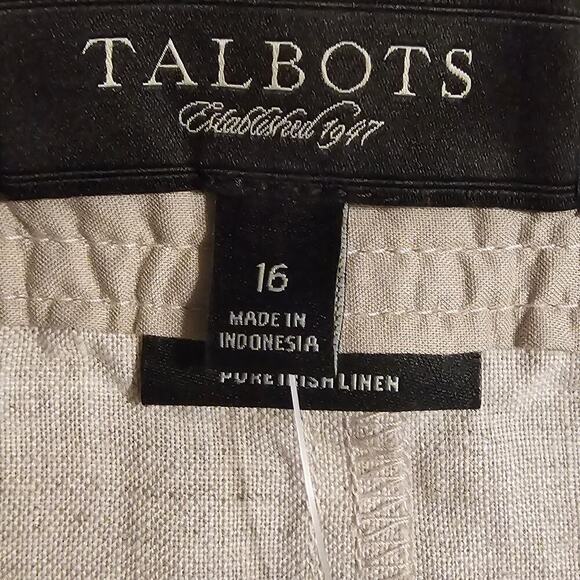 TALBOTS
Established 1947
16
MADE IN
INDONESIA
PURE IRISH LINEN